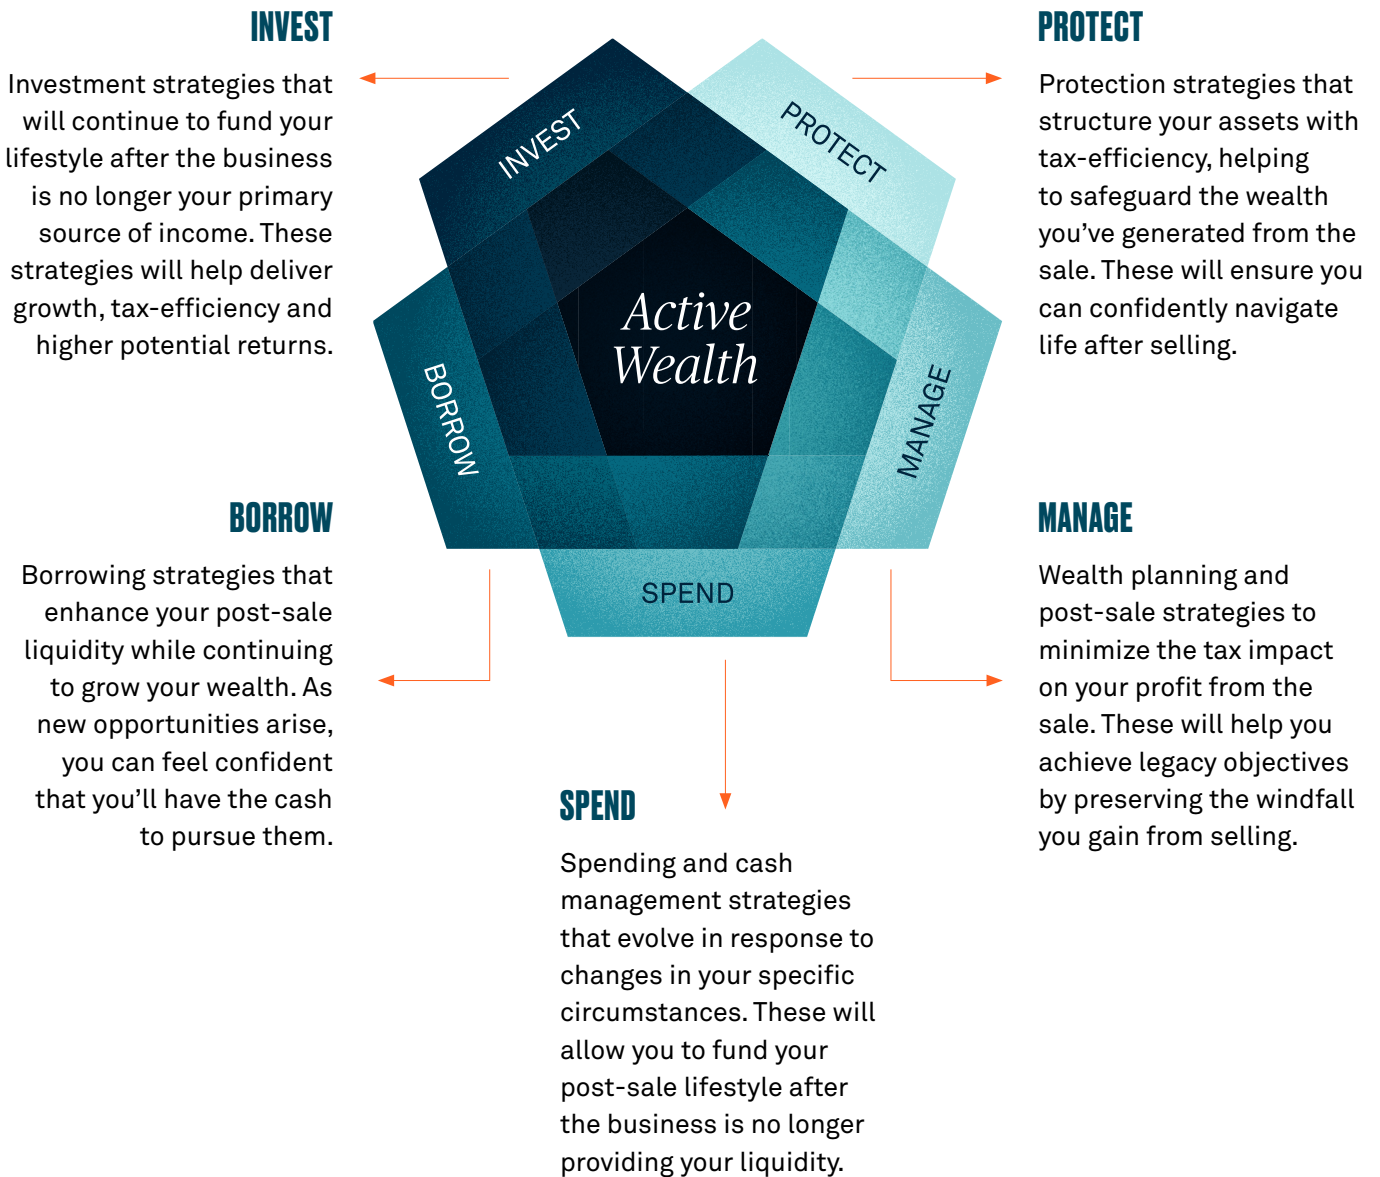 INVEST
Investment strategies that
will continue to fund your
lifestyle after the business
is no longer your primary
source of income. These
strategies will help deliver
growth, tax-efficiency and
higher potential returns.
PROTECT
Protection strategies that
structure your assets with
tax-efficiency, helping
to safeguard the wealth
you’ve generated from the
sale. These will ensure you
can confidently navigate
life after selling.
INVEST
PROTECT
Active
Wealth
BORROW
MANAGE
SPEND
BORROW
Borrowing strategies that
enhance your post-sale
liquidity while continuing
to grow your wealth. As
new opportunities arise,
you can feel confident
that you’ll have the cash
to pursue them.
MANAGE
Wealth planning and
post-sale strategies to
minimize the tax impact
on your profit from the
sale. These will help you
achieve legacy objectives
by preserving the windfall
you gain from selling.
SPEND
Spending and cash
management strategies
that evolve in response to
changes in your specific
circumstances. These will
allow you to fund your
post-sale lifestyle after
the business is no longer
providing your liquidity.